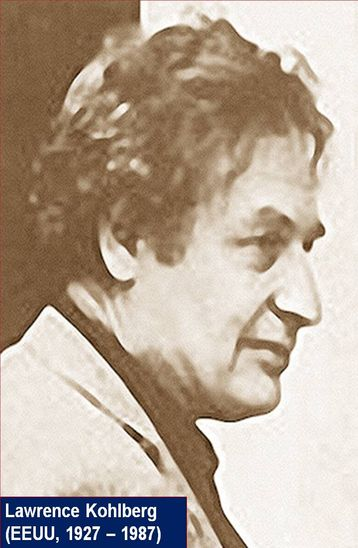 Lawrence Kohlberg
(EEUU, 1927 – 1987)